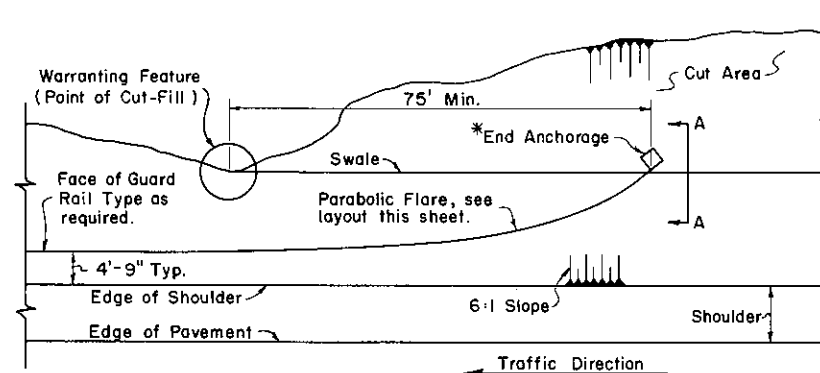 Warranting Feature
(Point of Cut-Fill)
75' Min.
Cut Area
A
*End Anchorage
Swale
Face of Guard
Rail Type as
required.
Parabolic Flare, see
layout this sheet.
A
4'-9" Typ.
Edge of Shoulder
6:1 Slope
Shoulder
Edge of Pavement
Traffic Direction